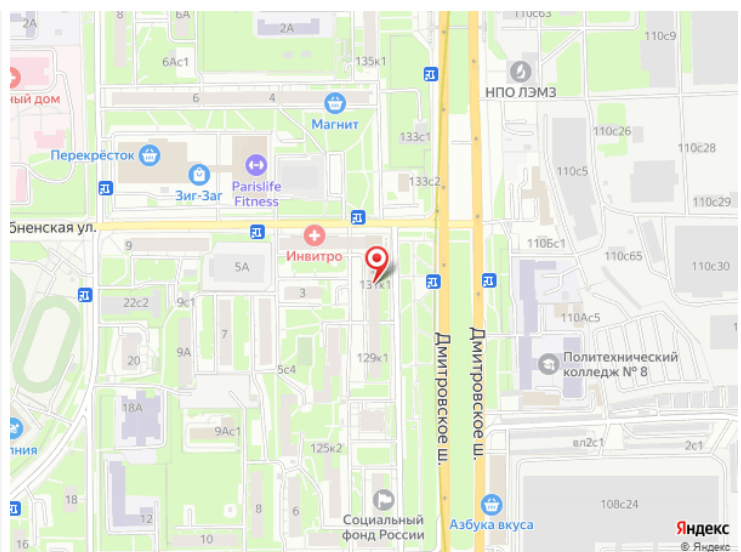 6А
2А
110с63
110с9
6Ас1
135к1
ный дом
6
4
Магнит
НПО ЛЭМЗ
133с1
110с26
110с28
Перекрёсток
Зиг-Заг
Parislife
Fitness
133с2
110с5
110с29
бненская ул.
9
Инвитро
110Бс1
110с65
110с30
5А
131к1
3
22с2
9с1
7
110Ас5
20
9А
129к1
5с4
Дмитровское ш.
Дмитровское ш.
Политехнический
колледж № 8
18А
9Ас1
125к2
вл2с1
2с1
18
8
6
108с24
Социальный
фонд России
Азбука вкуса
Яндекс
16
12
10
© Яндекс